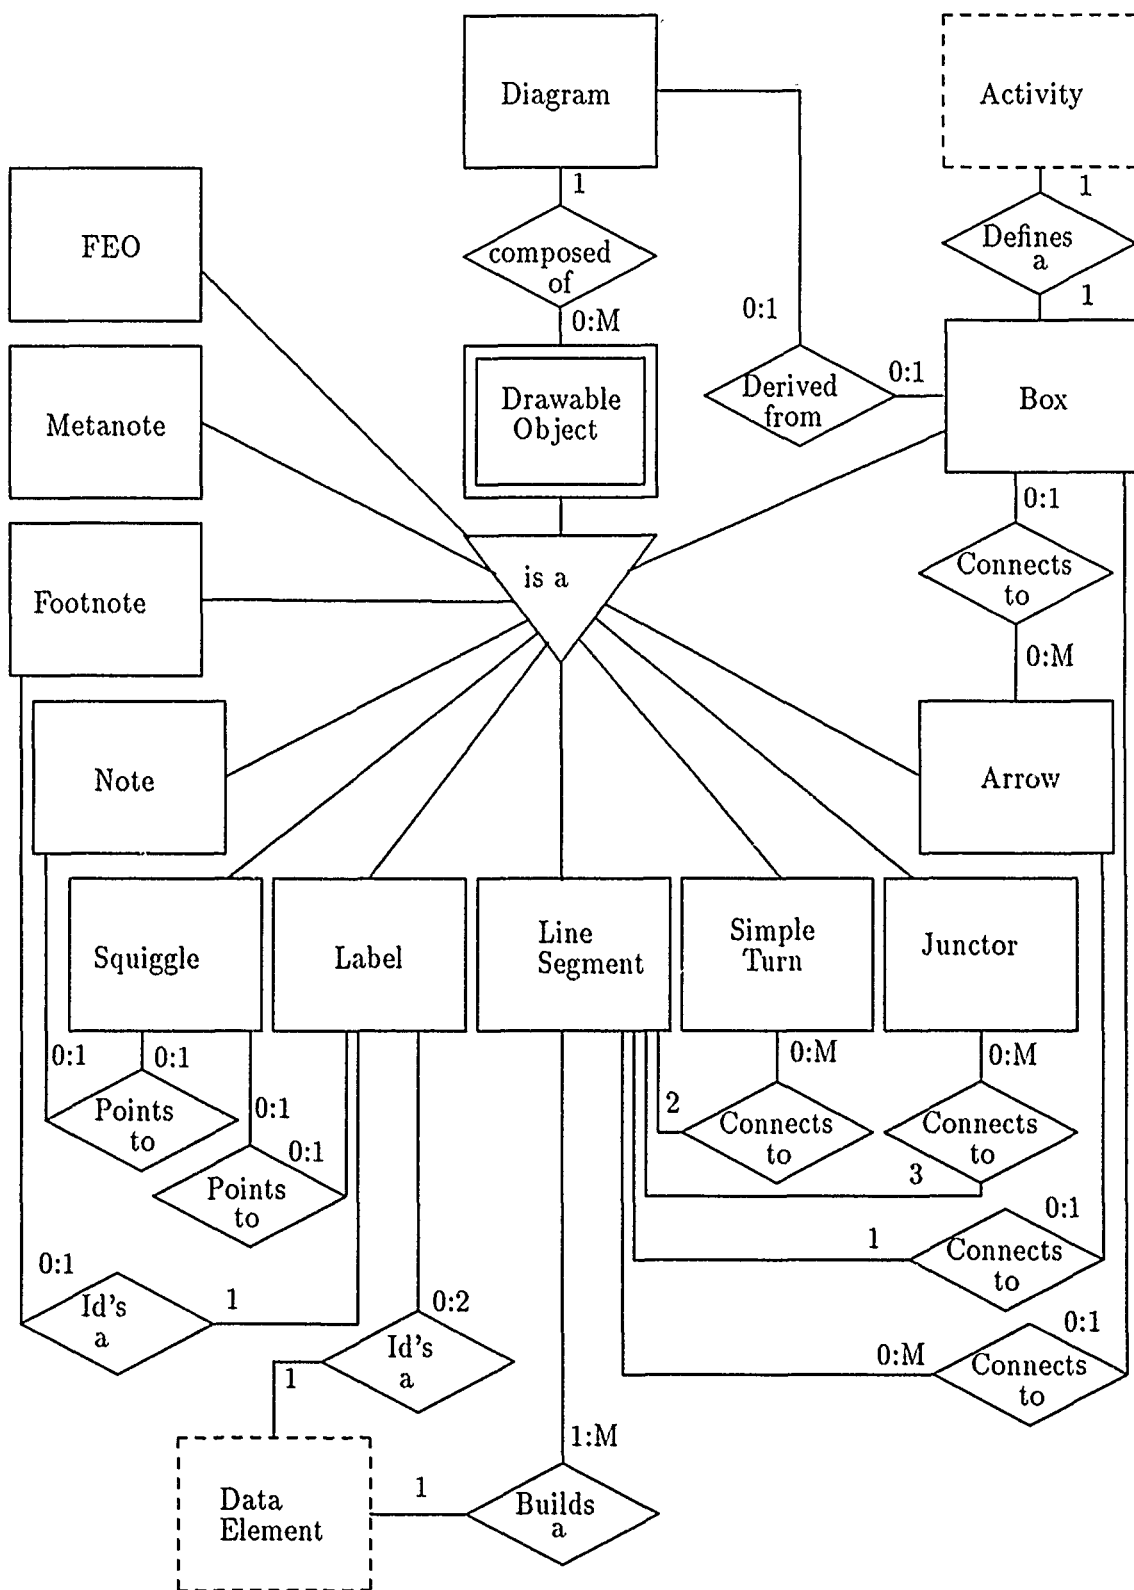 Diagram
Activity
1
1
FEO
composed
of
Defines
a
0:M
0:1
1
Drawable
Object
Derived
from
0:1
Box
Metanote
0:1
is a
Connects
to
Footnote
0:M
Note
Arrow
Squiggle
Label
Line
Segment
Simple
Turn
Junctor
0:1
0:1
0:M
0:M
Points
to
0:1
2
Connects
to
Connects
to
0:1
3
Points
to
0:1
1
Connects
to
0:1
Id's
a
1
0:2
0:1
Id's
a
0:M
Connects
to
1
1:M
1
Data
Element
Builds
a